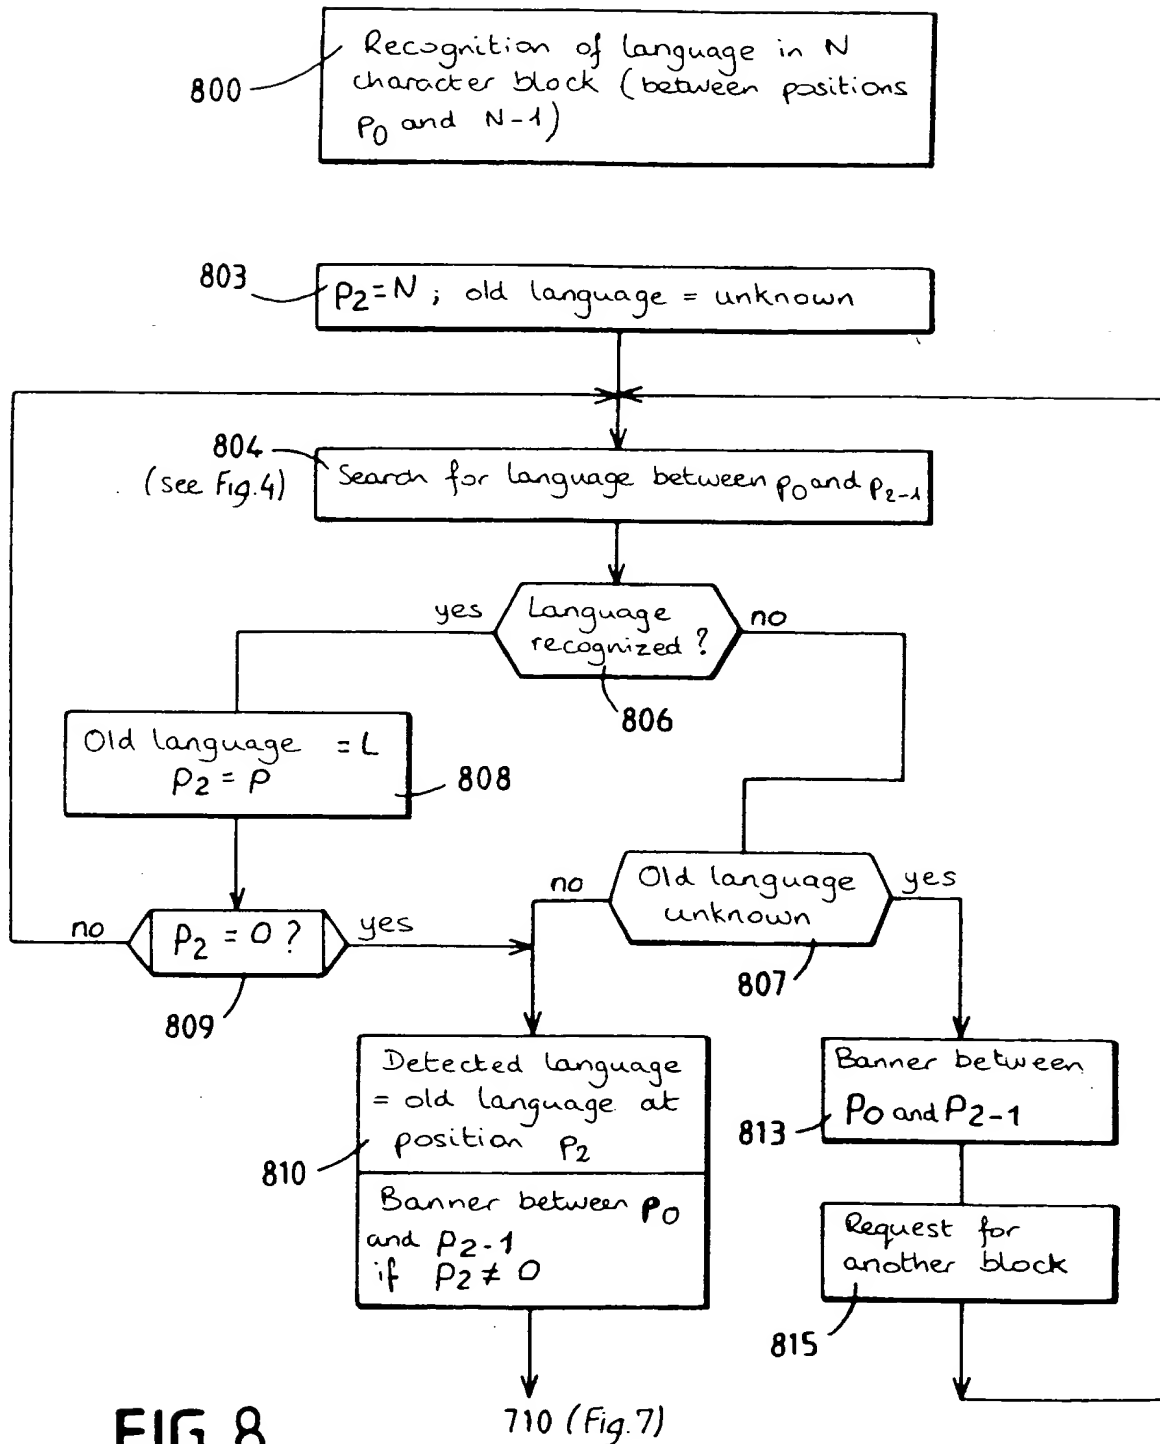 800
Recognition of language in N
character block (between positions
P0 and N-1)
803
P2=N ; old language = unknown
804
(see Fig.4)
Search for language between p0 and p2-1
yes
Language
recognized ?
no
806
Old language = L
P2 = P
808
no
P2 = 0 ?
yes
809
no
Old language
unknown
yes
807
Detected language
= old language at
position P2
810
Banner between P0
and P2-1
if P2 ≠ 0
Banner between
P0 and P2-1
813
Request for
another block
815
710 (Fig.7)
FIG.8